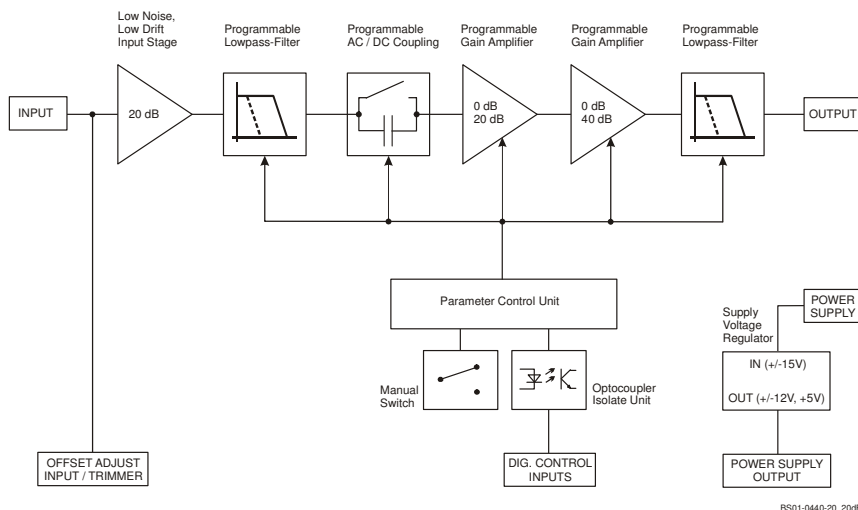 Low Noise,
Low Drift
Input Stage
Programmable
Lowpass-Filter
Programmable
AC / DC Coupling
Programmable
Gain Amplifier
Programmable
Gain Amplifier
Programmable
Lowpass-Filter
INPUT
20 dB
0 dB
20 dB
0 dB
40 dB
OUTPUT
Parameter Control Unit
Manual
Switch
Optocoupler
Isolate Unit
Supply
Voltage
Regulator
POWER
SUPPLY
IN (+/-15V)
OUT (+/-12V, +5V)
OFFSET ADJUST
INPUT / TRIMMER
DIG. CONTROL
INPUTS
POWER SUPPLY
OUTPUT
BS01-0440-20_20dB